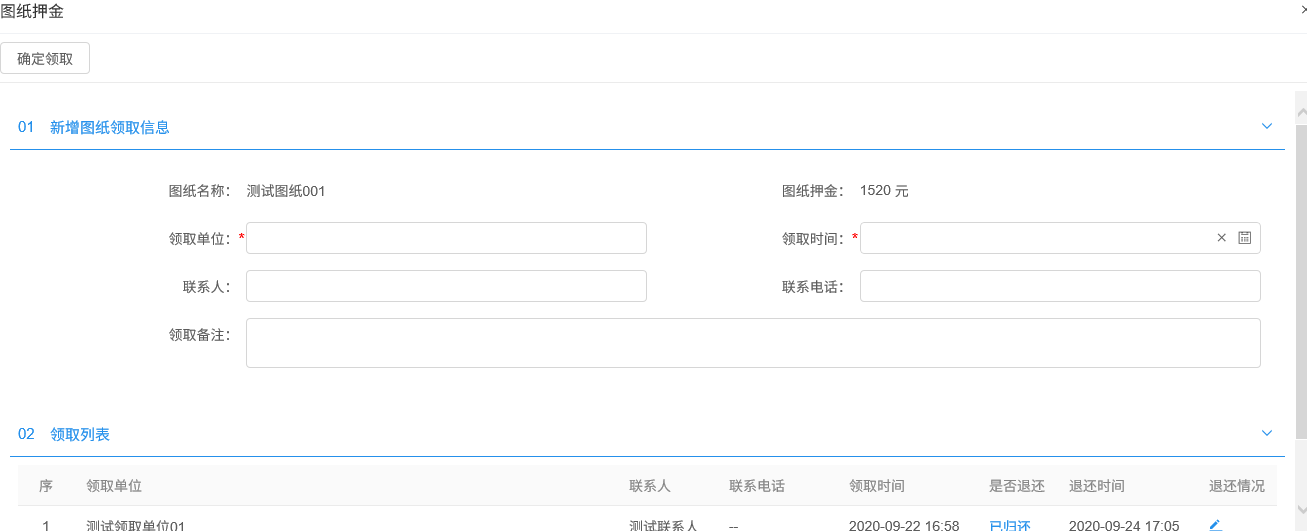 图纸押金
确定领取
01 新增图纸领取信息
图纸名称： 测试图纸001 图纸押金： 1520 元
领取单位：* 领取时间：*
联系人： 联系电话：
领取备注：
02 领取列表
序 领取单位 联系人 联系电话 领取时间 是否退还 退还时间 退还情况
1 测试领取单位01 测试联系人 -- 2020-09-22 16:58 已归还 2020-09-24 17:05